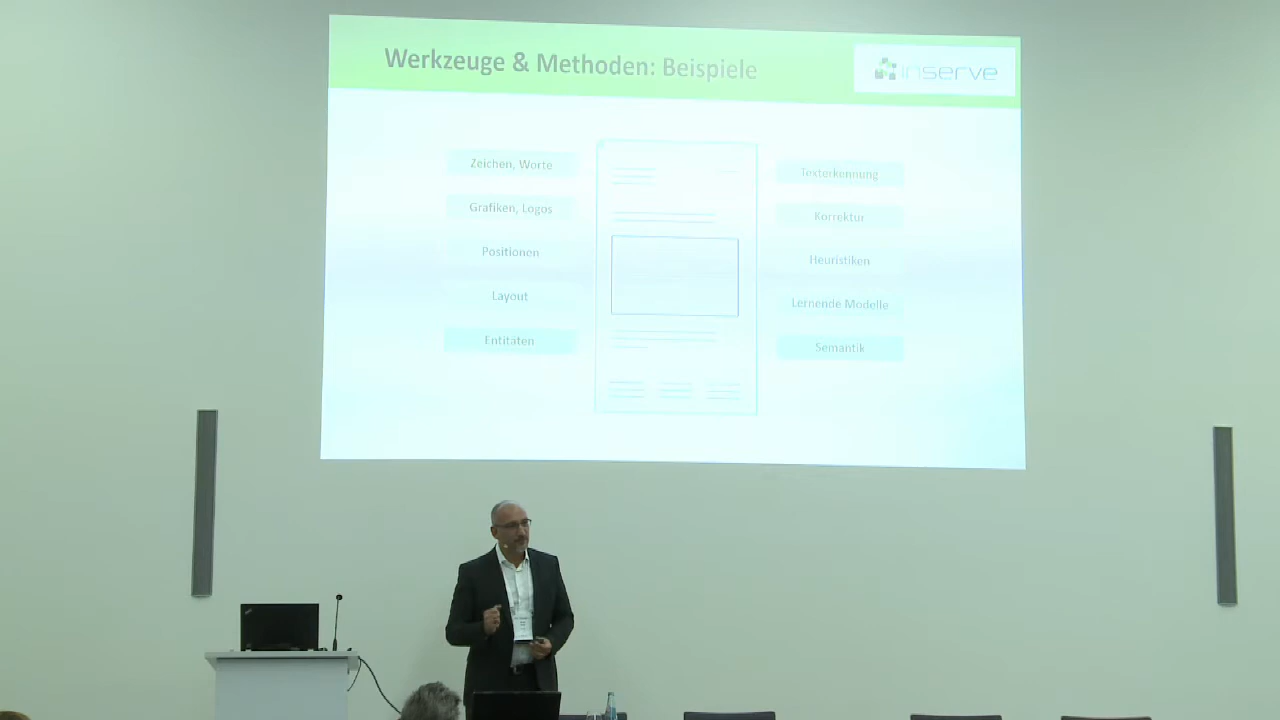 Werkzeuge & Methoden: Beispiele
inserve
Zeichen, Worte
Grafiken, Logos
Positionen
Layout
Entitäten
Texterkennung
Korrektur
Heuristiken
Lernende Modelle
Semantik